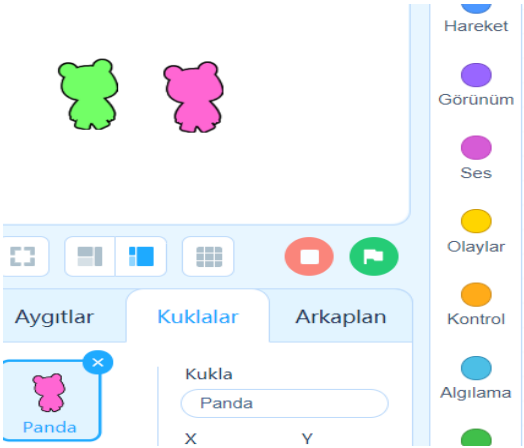 Hareket
Görünüm
Ses
Olaylar
Kontrol
Algılama
Aygıtlar
Kuklalar
Arkaplan
Kukla
Panda
Panda
X
Y